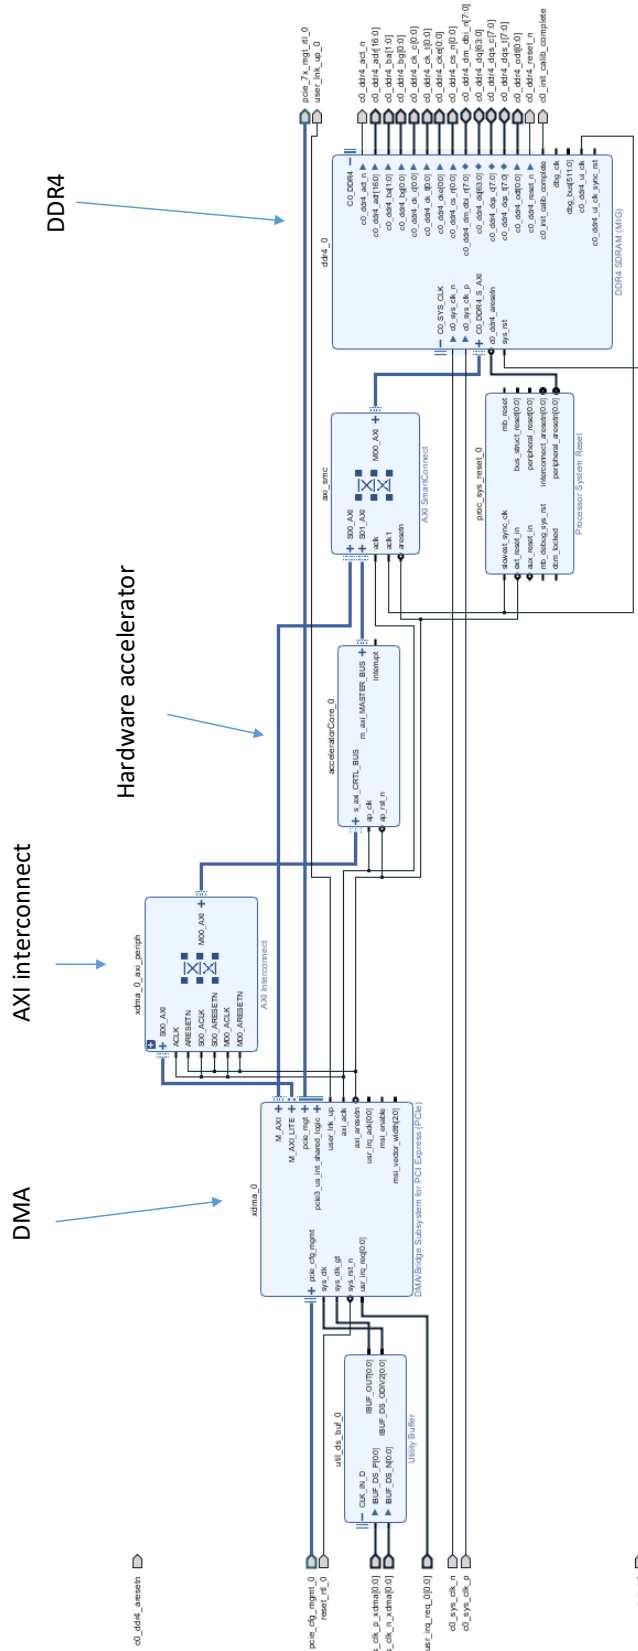 DMA
AXI interconnect
Hardware accelerator
DDR4
c0_ddr4_aresetn
pcie_cfg_mgmt_0
reset_rtl_0
s_clk_p_xdma[0:0]
s_clk_n_xdma[0:0]
usr_irq_req_0[0:0]
c0_sys_clk_n
c0_sys_clk_p
util_ds_buf_0
CLK_IN_D
IBUF_DS_P[0:0]
IBUF_DS_N[0:0]
IBUF_OUT[0:0]
IBUF_DS_ODIV2[0:0]
Utility Buffer
xdma_0
pcie_cfg_mgmt
sys_clk
sys_clk_gt
sys_rst_n
usr_irq_req[0:0]
M_AXI
M_AXI_LITE
pcie_mgt
pcie3_us_int_shared_logic
user_lnk_up
axi_aclk
axi_aresetn
usr_irq_ack[0:0]
msi_enable
msi_vector_width[2:0]
DMA/Bridge Subsystem for PCI Express (PCIe)
xdma_0_axi_periph
S00_AXI
ACLK
ARESETN
S00_ACLK
S00_ARESETN
M00_ACLK
M00_ARESETN
M00_AXI
AXI Interconnect
acceleratorCore_0
s_axi_CRTL_BUS
ap_clk
ap_rst_n
m_axi_MASTER_BUS
interrupt
axi_smc
S00_AXI
S01_AXI
aclk
aclk1
aresetn
M00_AXI
AXI SmartConnect
proc_sys_reset_0
slowest_sync_clk
ext_reset_in
aux_reset_in
mb_debug_sys_rst
dcm_locked
mb_reset
bus_struct_reset[0:0]
peripheral_reset[0:0]
interconnect_aresetn[0:0]
peripheral_aresetn[0:0]
Processor System Reset
ddr4_0
C0_SYS_CLK
c0_sys_clk_n
c0_sys_clk_p
C0_DDR4_S_AXI
c0_ddr4_aresetn
sys_rst
C0_DDR4
c0_ddr4_act_n
c0_ddr4_adr[16:0]
c0_ddr4_ba[1:0]
c0_ddr4_bg[0:0]
c0_ddr4_ck_c[0:0]
c0_ddr4_ck_t[0:0]
c0_ddr4_cke[0:0]
c0_ddr4_cs_n[0:0]
c0_ddr4_dm_dbi_n[7:0]
c0_ddr4_dq[63:0]
c0_ddr4_dqs_c[7:0]
c0_ddr4_dqs_t[7:0]
c0_ddr4_odt[0:0]
c0_ddr4_reset_n
c0_init_calib_complete
dbg_clk
dbg_bus[511:0]
c0_ddr4_ui_clk
c0_ddr4_ui_clk_sync_rst
DDR4 SDRAM (MIG)
pcie_7x_mgt_rtl_0
user_lnk_up_0
c0_ddr4_act_n
c0_ddr4_adr[16:0]
c0_ddr4_ba[1:0]
c0_ddr4_bg[0:0]
c0_ddr4_ck_c[0:0]
c0_ddr4_ck_t[0:0]
c0_ddr4_cke[0:0]
c0_ddr4_cs_n[0:0]
c0_ddr4_dm_dbi_n[7:0]
c0_ddr4_dq[63:0]
c0_ddr4_dqs_c[7:0]
c0_ddr4_dqs_t[7:0]
c0_ddr4_odt[0:0]
c0_ddr4_reset_n
c0_init_calib_complete